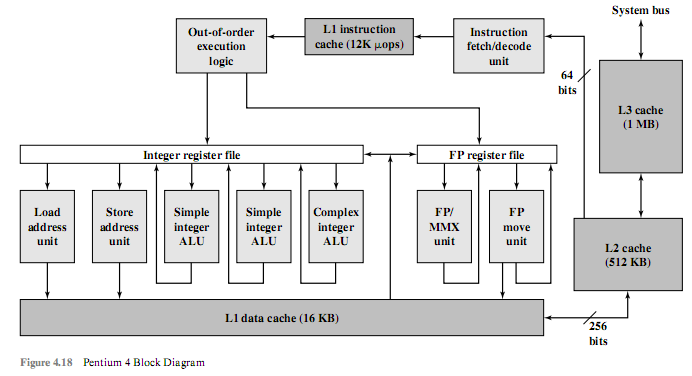 System bus
Out-of-order
execution
logic
L1 instruction
cache (12K μops)
Instruction
fetch/decode
unit
64
bits
L3 cache
(1 MB)
Integer register file
FP register file
Load
address
unit
Store
address
unit
Simple
integer
ALU
Simple
integer
ALU
Complex
integer
ALU
FP/
MMX
unit
FP
move
unit
L2 cache
(512 KB)
L1 data cache (16 KB)
256
bits
Figure 4.18 Pentium 4 Block Diagram